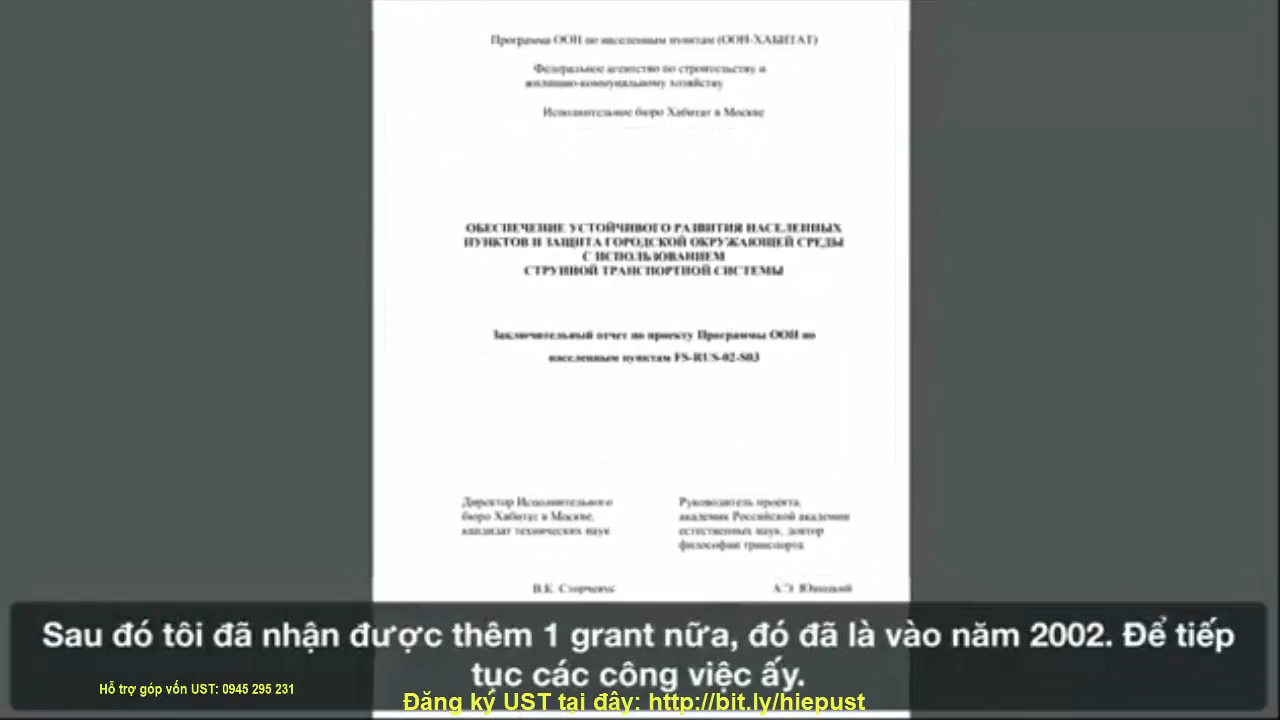 Программа ООН по населенным пунктам (ООН-ХАБИТАТ)
Федеральное агентство по строительству и
жилищно-коммунальному хозяйству
Исполнительное бюро Хабитат в Москве
ОБЕСПЕЧЕНИЕ УСТОЙЧИВОГО РАЗВИТИЯ НАСЕЛЕННЫХ
ПУНКТОВ И ЗАЩИТА ГОРОДСКОЙ ОКРУЖАЮЩЕЙ СРЕДЫ
С ИСПОЛЬЗОВАНИЕМ
СТРУННОЙ ТРАНСПОРТНОЙ СИСТЕМЫ
Заключительный отчет по проекту Программы ООН по
населенным пунктам FS-RUS-02-S03
Директор Исполнительного
бюро Хабитат в Москве,
кандидат технических наук
В.К. Сторчевус
Руководитель проекта,
академик Российской академии
естественных наук, доктор
философии транспорта
А.Э. Юницкий
Sau đó tôi đã nhận được thêm 1 grant nữa, đó đã là vào năm 2002. Để tiếp
tục các công việc ấy.
Hỗ trợ góp vốn UST: 0945 295 231
Đăng ký UST tại đây: http://bit.ly/hiepust